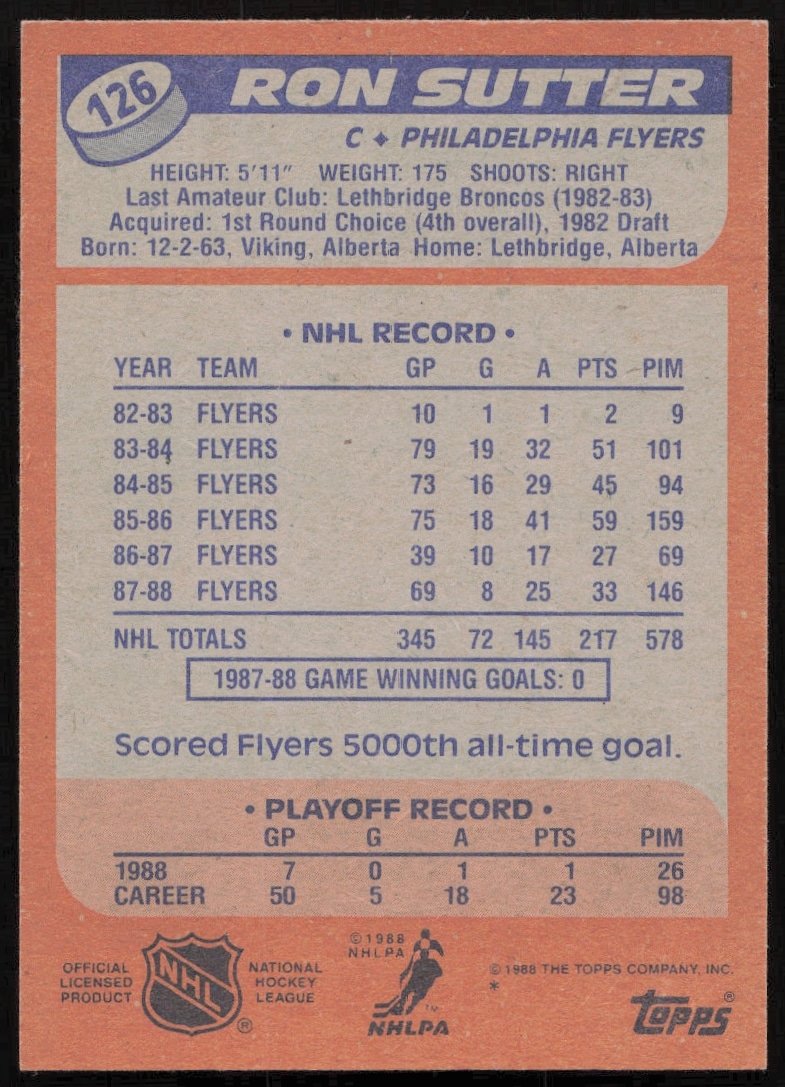 126
RON SUTTER
C ♦ PHILADELPHIA FLYERS
HEIGHT: 5'11" WEIGHT: 175 SHOOTS: RIGHT
Last Amateur Club: Lethbridge Broncos (1982-83)
Acquired: 1st Round Choice (4th overall), 1982 Draft
Born: 12-2-63, Viking, Alberta Home: Lethbridge, Alberta
• NHL RECORD •
YEAR TEAM GP G A PTS PIM
82-83 FLYERS 10 1 1 2 9
83-84 FLYERS 79 19 32 51 101
84-85 FLYERS 73 16 29 45 94
85-86 FLYERS 75 18 41 59 159
86-87 FLYERS 39 10 17 27 69
87-88 FLYERS 69 8 25 33 146
NHL TOTALS 345 72 145 217 578
1987-88 GAME WINNING GOALS: 0
Scored Flyers 5000th all-time goal.
• PLAYOFF RECORD •
GP G A PTS PIM
1988 7 0 1 1 26
CAREER 50 5 18 23 98
OFFICIAL
LICENSED
PRODUCT
NHL
®
NATIONAL
HOCKEY
LEAGUE
©1988
NHLPA
™
NHLPA
© 1988 THE TOPPS COMPANY, INC.
*
topps®